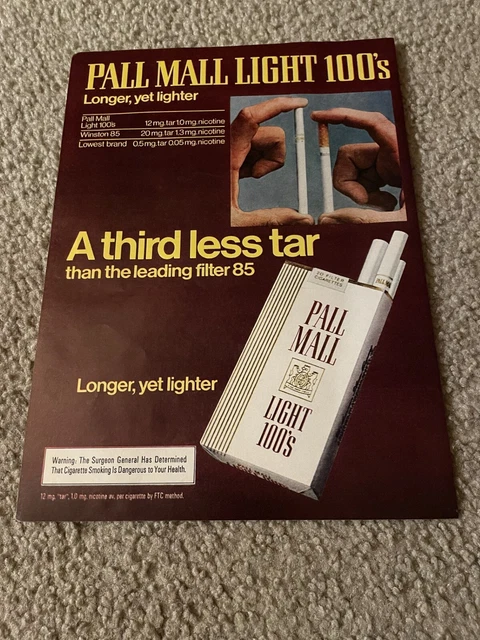 PALL MALL LIGHT 100's
Longer, yet lighter
Pall Mall
Light 100's 12 mg. tar 1.0 mg. nicotine
Winston 85 20 mg. tar 1.3 mg. nicotine
Lowest brand 0.5 mg. tar 0.05 mg. nicotine
A third less tar
than the leading filter 85
20 FILTER
CIGARETTES
PALL
MALL
LIGHT
100'S
Longer, yet lighter
Warning: The Surgeon General Has Determined
That Cigarette Smoking Is Dangerous to Your Health.
12 mg. "tar", 1.0 mg. nicotine av. per cigarette by FTC method.